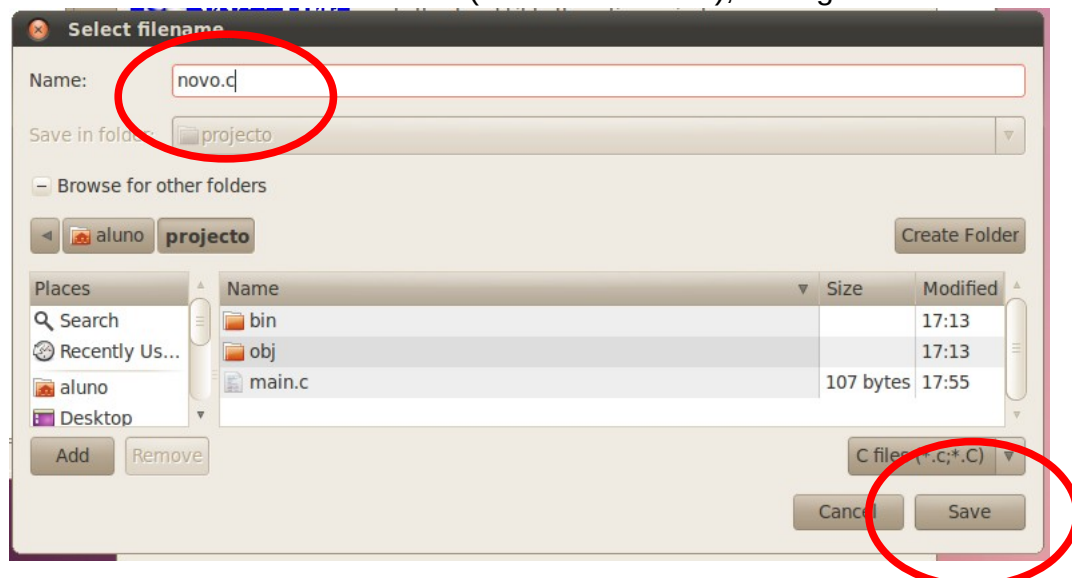 Select filename
Name: novo.c
Save in folder: projecto
Browse for other folders
aluno projecto Create Folder
Places Name Size Modified
Search bin 17:13
Recently Us... obj 17:13
aluno main.c 107 bytes 17:55
Desktop
Add Remove C files (*.c;*.C)
Cancel Save